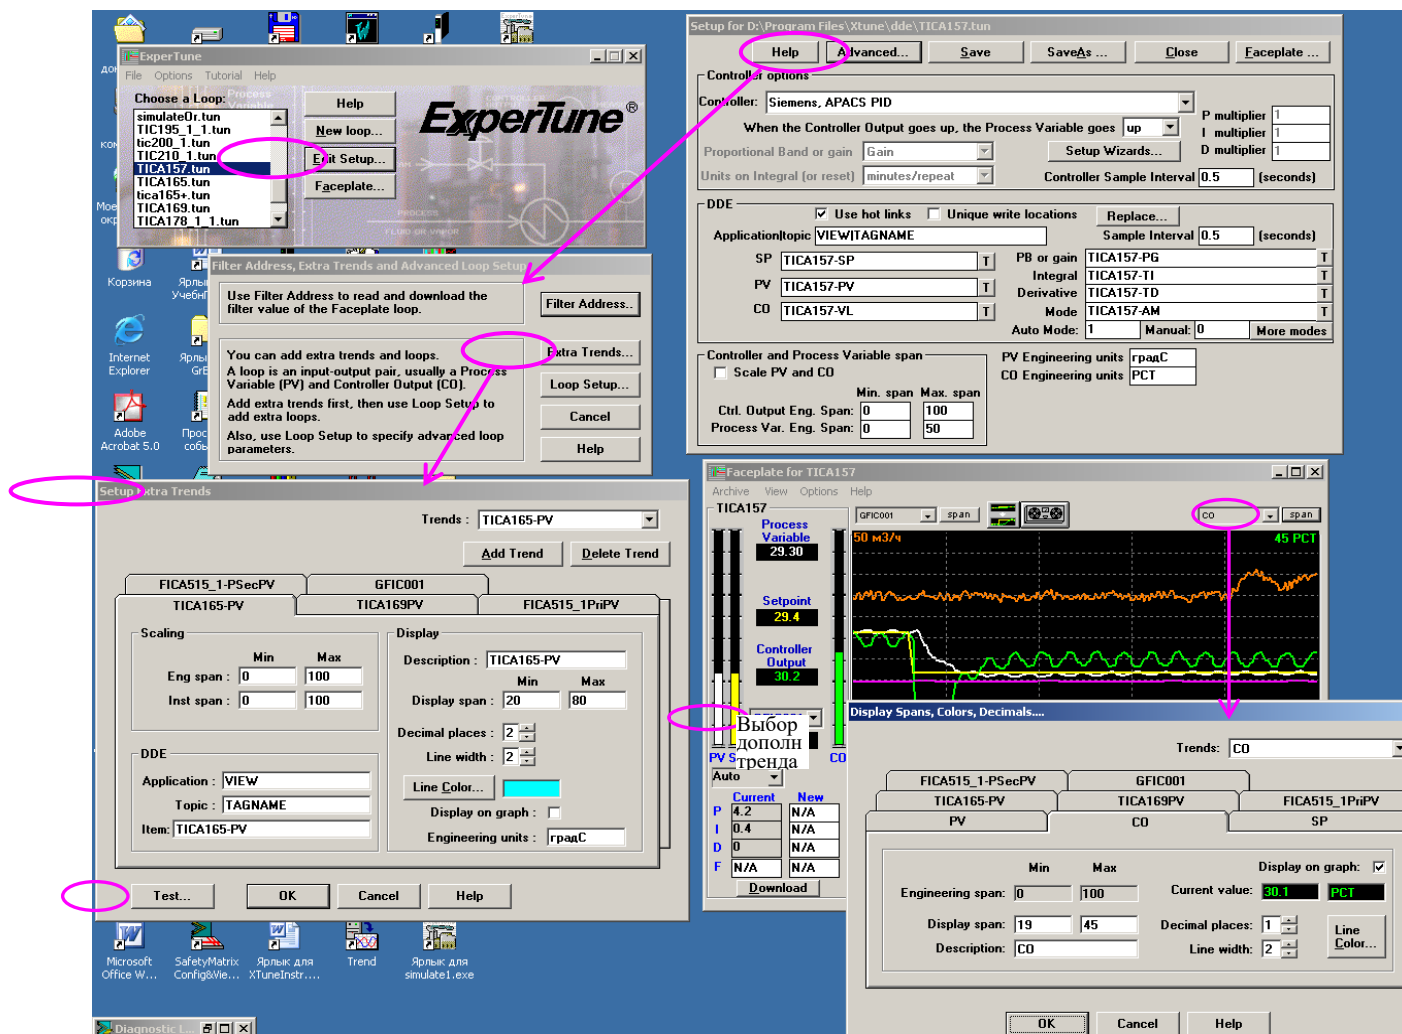 ExperTune
File Options Tutorial Help
Choose a Loop:
simulateOr.tun
TIC195_1_1.tun
tic200_1.tun
TIC210_1.tun
TICA157.tun
TICA165.tun
tica165+.tun
TICA169.tun
TICA178_1_1.tun
Help
New loop...
Edit Setup...
Faceplate...
ExperTune®
Process
Variable
PROCESS
FLUID OR VAPOR
Корзина
Internet
Explorer
Adobe
Acrobat 5.0
Filter Address, Extra Trends and Advanced Loop Setup
Use Filter Address to read and download the
filter value of the Faceplate loop.
Filter Address..
You can add extra trends and loops.
A loop is an input-output pair, usually a Process
Variable (PV) and Controller Output (CO).
Add extra trends first, then use Loop Setup to
add extra loops.
Also, use Loop Setup to specify advanced loop
parameters.
Extra Trends...
Loop Setup...
Cancel
Help
Setup for D:\Program Files\Xtune\dde\TICA157.tun
Help Advanced... Save SaveAs ... Close Faceplate ...
Controller options
Controller: Siemens, APACS PID
When the Controller Output goes up, the Process Variable goes up
Proportional Band or gain Gain
Setup Wizards...
Units on Integral (or reset) minutes/repeat
Controller Sample Interval 0.5 (seconds)
P multiplier 1
I multiplier 1
D multiplier 1
DDE
Use hot links Unique write locations Replace...
Application|topic VIEW|TAGNAME
Sample Interval 0.5 (seconds)
SP TICA157-SP T
PV TICA157-PV T
CO TICA157-VL T
PB or gain TICA157-PG T
Integral TICA157-TI T
Derivative TICA157-TD T
Mode TICA157-AM T
Auto Mode: 1 Manual: 0 More modes
Controller and Process Variable span
Scale PV and CO
Min. span Max. span
Ctrl. Output Eng. Span: 0 100
Process Var. Eng. Span: 0 50
PV Engineering units градС
CO Engineering units PCT
Setup Extra Trends
Trends : TICA165-PV
Add Trend Delete Trend
FICA515_1-PSecPV GFIC001
TICA165-PV TICA169PV FICA515_1PriPV
Scaling
Min Max
Eng span : 0 100
Inst span : 0 100
DDE
Application : VIEW
Topic : TAGNAME
Item: TICA165-PV
Display
Description : TICA165-PV
Min Max
Display span : 20 80
Decimal places : 2
Line width : 2
Line Color...
Display on graph :
Engineering units : градС
Test... OK Cancel Help
Faceplate for TICA157
Archive View Options Help
TICA157
Process
Variable
29.30
Setpoint
29.4
Controller
Output
30.2
Выбор
дополн
тренда
PV
CO
Auto
Current New
P 4.2 N/A
I 0.4 N/A
D 0 N/A
F N/A N/A
Download
GFIC001 span
CO span
50 м3/ч
45 PCT
Display Spans, Colors, Decimals....
Trends: CO
FICA515_1-PSecPV GFIC001
TICA165-PV TICA169PV FICA515_1PriPV
PV CO SP
Min Max
Engineering span: 0 100
Display span: 19 45
Description: CO
Display on graph:
Current value: 30.1 PCT
Decimal places: 1
Line width: 2
Line
Color...
OK Cancel Help
Microsoft
Office W...
SafetyMatrix
Config&Vie...
Ярлык для
XTuneInstr....
Trend
Ярлык для
simulate1.exe
Diagnostic L...